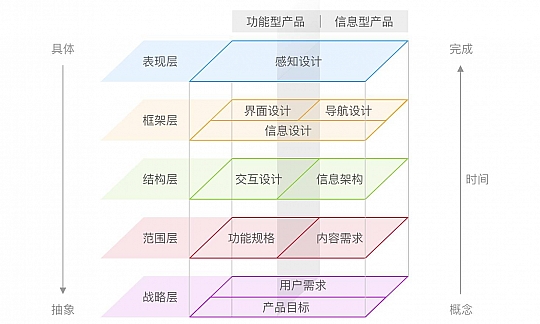 功能型产品 信息型产品
具体 完成
表现层 感知设计
界面设计 导航设计
框架层
信息设计
结构层 交互设计 信息架构
时间
范围层 功能规格 内容需求
用户需求
战略层
产品目标
抽象 概念